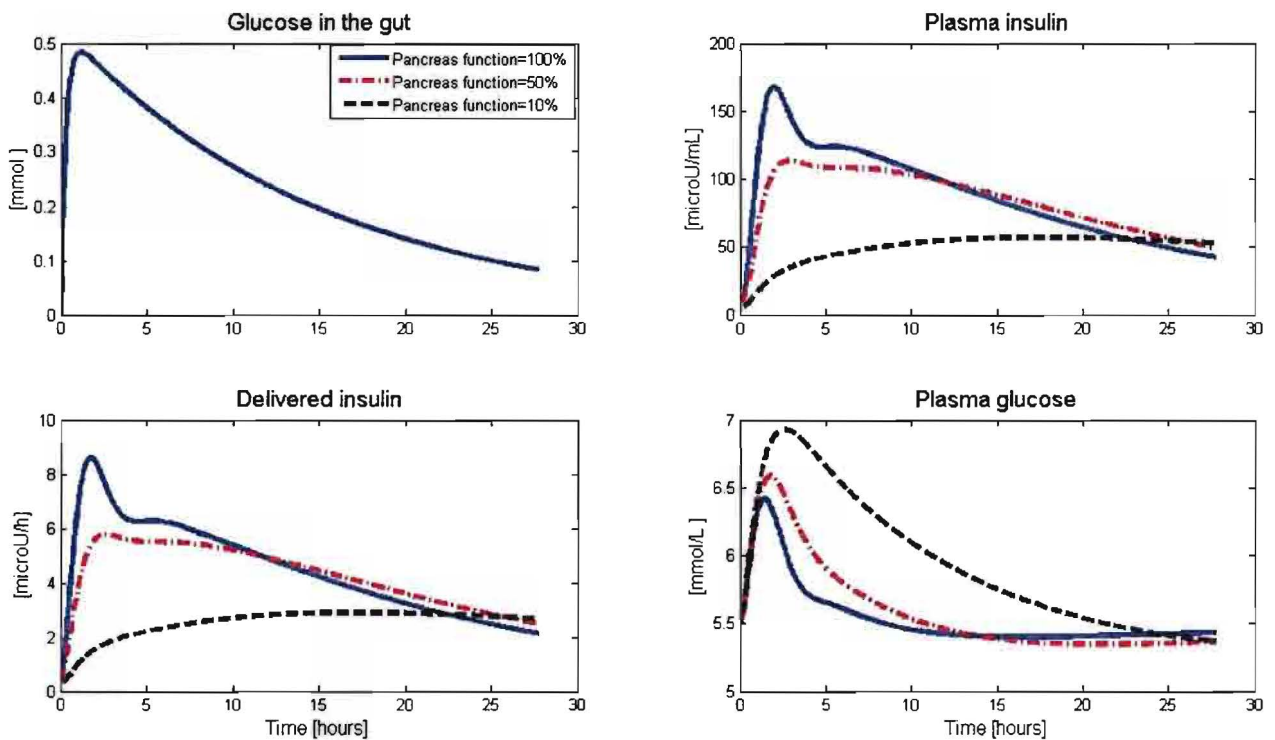 Glucose in the gut
[mmol ]
0.5
0.4
0.3
0.2
0.1
0
0 5 10 15 20 25 30
Pancreas function=100%
Pancreas function=50%
Pancreas function=10%
Plasma insulin
[microU/mL]
200
150
100
50
0
0 5 10 15 20 25 30
Delivered insulin
[microU/h]
10
8
6
4
2
0
0 5 10 15 20 25 30
Time [hours]
Plasma glucose
[mmol/L]
7
6.5
6
5.5
5
0 5 10 15 20 25 30
Time [hours]